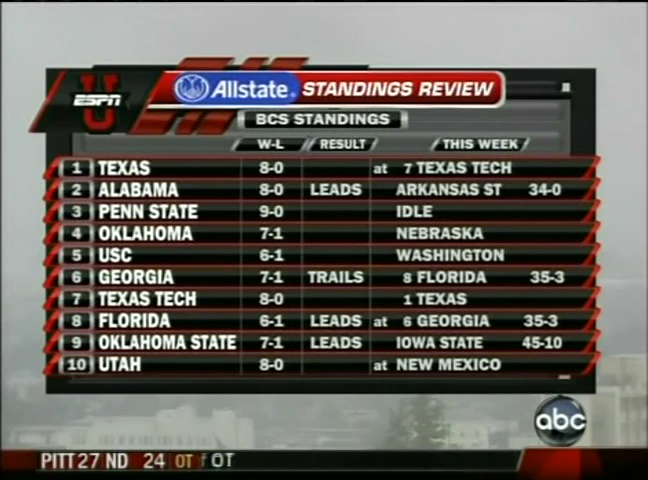 U
ESPN
Allstate. STANDINGS REVIEW
BCS STANDINGS
W-L RESULT THIS WEEK
1 TEXAS 8-0 at 7 TEXAS TECH
2 ALABAMA 8-0 LEADS ARKANSAS ST 34-0
3 PENN STATE 9-0 IDLE
4 OKLAHOMA 7-1 NEBRASKA
5 USC 6-1 WASHINGTON
6 GEORGIA 7-1 TRAILS 8 FLORIDA 35-3
7 TEXAS TECH 8-0 1 TEXAS
8 FLORIDA 6-1 LEADS at 6 GEORGIA 35-3
9 OKLAHOMA STATE 7-1 LEADS IOWA STATE 45-10
10 UTAH 8-0 at NEW MEXICO
abc
PITT 27 ND 24 OT OT